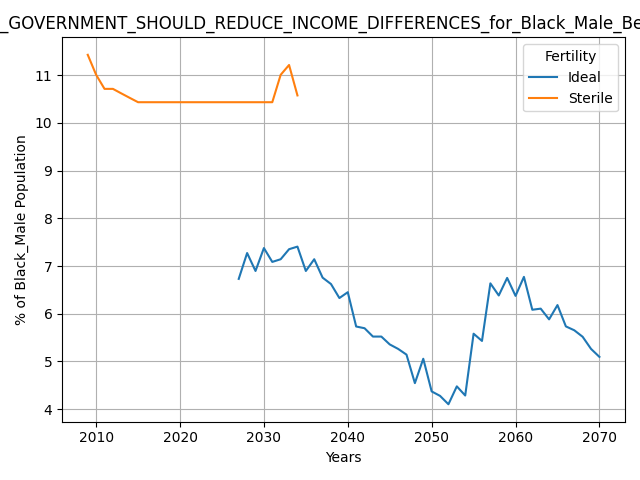 _GOVERNMENT_SHOULD_REDUCE_INCOME_DIFFERENCES_for_Black_Male_Be
Fertility
Ideal
Sterile
% of Black_Male Population
11
10
9
8
7
6
5
4
2010 2020 2030 2040 2050 2060 2070
Years